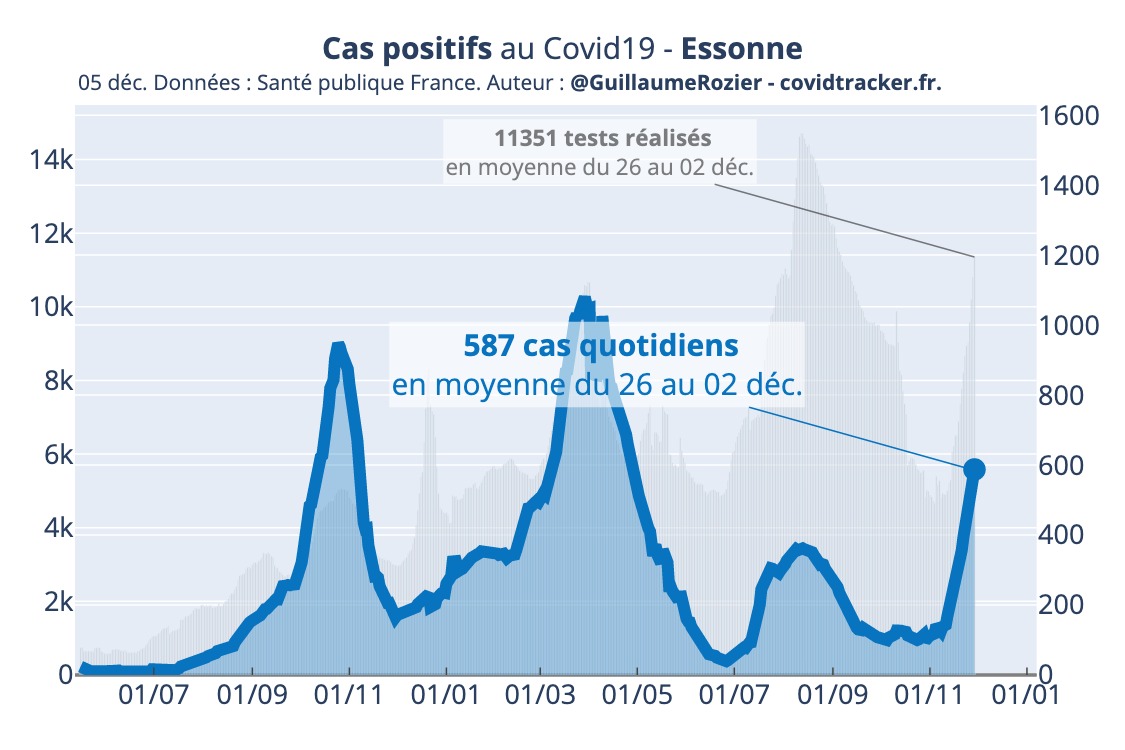 Cas positifs au Covid19 - Essonne
05 déc. Données : Santé publique France. Auteur : @GuillaumeRozier - covidtracker.fr.
11351 tests réalisés
en moyenne du 26 au 02 déc.
587 cas quotidiens
en moyenne du 26 au 02 déc.
14k
12k
10k
8k
6k
4k
2k
0
1600
1400
1200
1000
800
600
400
200
0
01/07 01/09 01/11 01/01 01/03 01/05 01/07 01/09 01/11 01/01